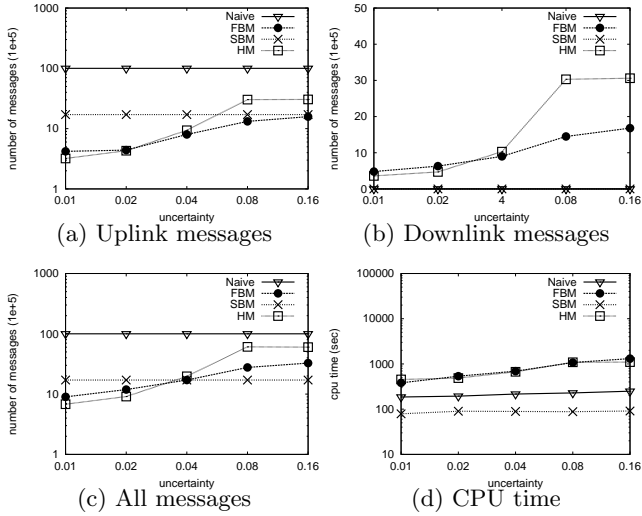 number of messages (1e+5)
1000
100
10
1
0.01 0.02 0.04 0.08 0.16
uncertainty
Naive
FBM
SBM
HM
(a) Uplink messages
number of messages (1e+5)
50
40
30
20
10
0
0.01 0.02 4 0.08 0.16
uncertainty
Naive
FBM
SBM
HM
(b) Downlink messages
number of messages (1e+5)
1000
100
10
1
0.01 0.02 0.04 0.08 0.16
uncertainty
Naive
FBM
SBM
HM
(c) All messages
cpu time (sec)
100000
10000
1000
100
10
0.01 0.02 0.04 0.08 0.16
uncertainty
Naive
FBM
SBM
HM
(d) CPU time